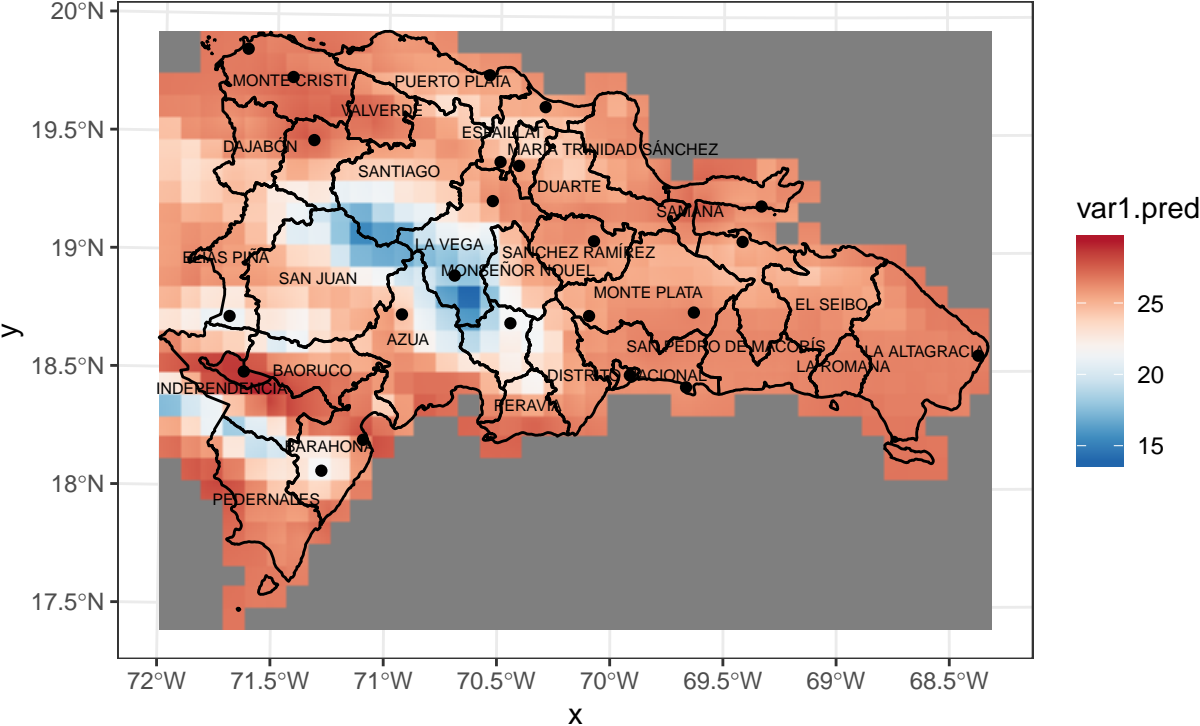 20°N
19.5°N
19°N
18.5°N
18°N
17.5°N
y
72°W 71.5°W 71°W 70.5°W 70°W 69.5°W 69°W 68.5°W
x
MONTE CRISTI
PUERTO PLATA
VALVERDE
ESPAILLAT
DAJABÓN
MARÍA TRINIDAD SÁNCHEZ
SANTIAGO
DUARTE
SAMANÁ
LA VEGA
SANCHEZ RAMÍREZ
ELÍAS PIÑA
MONSEÑOR NOUEL
SAN JUAN
MONTE PLATA
EL SEIBO
AZUA
SAN PEDRO DE MACORÍS
LA ALTAGRACIA
LA ROMANA
BAORUCO
DISTRITO NACIONAL
INDEPENDENCIA
PERAVIA
BARAHONA
PEDERNALES
var1.pred
25
20
15